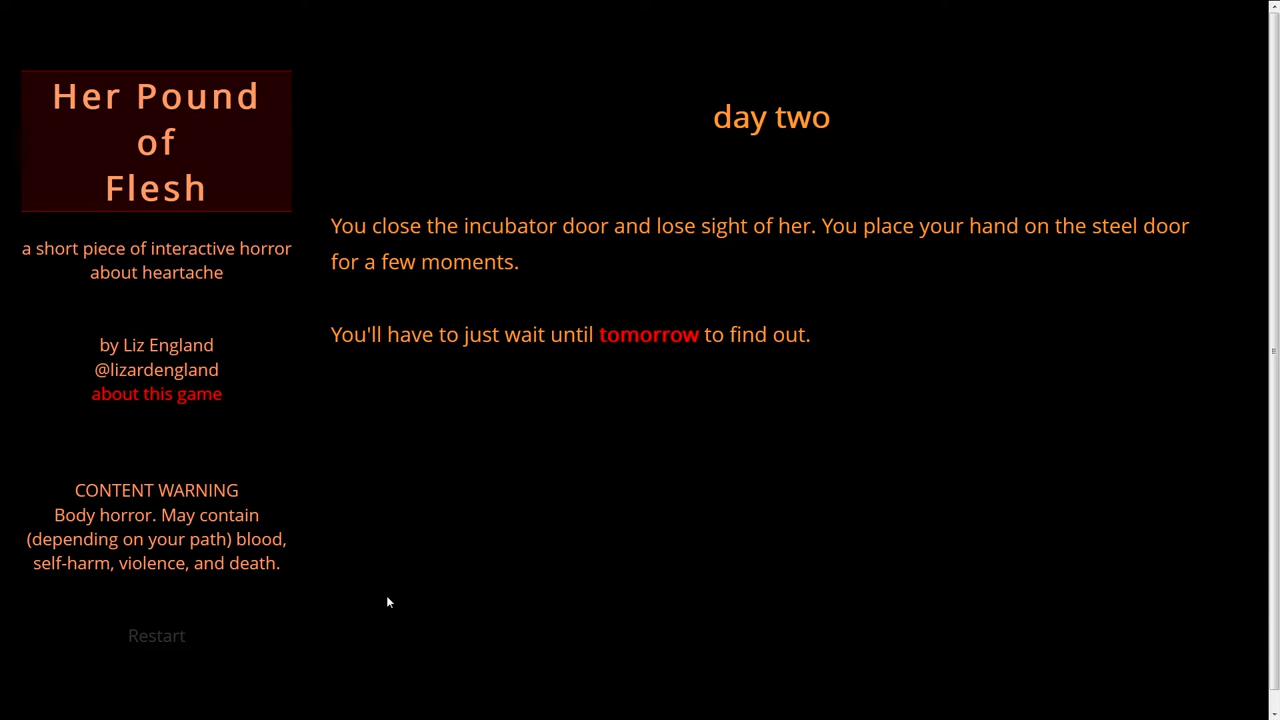 Her Pound
of
Flesh
a short piece of interactive horror
about heartache
by Liz England
@lizardengland
about this game
CONTENT WARNING
Body horror. May contain
(depending on your path) blood,
self-harm, violence, and death.
Restart
day two
You close the incubator door and lose sight of her. You place your hand on the steel door
for a few moments.
You'll have to just wait until tomorrow to find out.